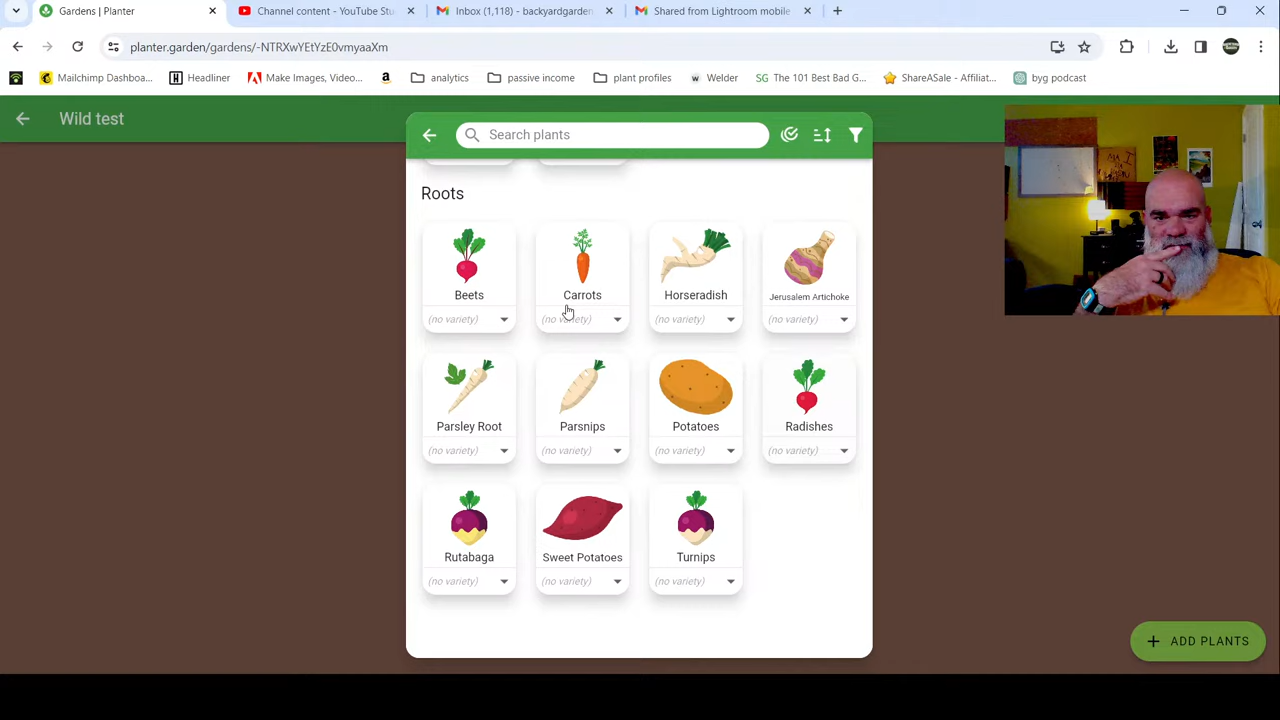 Gardens | Planter
Channel content - YouTube Stu
Inbox (1,118) - backyardgarden
Shared from Lightroom mobile
planter.garden/gardens/-NTRXwYEtYzE0vmyaaXm
Mailchimp Dashboa...
Headliner
Make Images, Video...
analytics
passive income
plant profiles
Welder
SG The 101 Best Bad G...
ShareASale - Affiliat...
byg podcast
Wild test
Search plants
Roots
Beets
Carrots
Horseradish
Jerusalem Artichoke
(no variety)
(no variety)
(no variety)
(no variety)
Parsley Root
Parsnips
Potatoes
Radishes
(no variety)
(no variety)
(no variety)
(no variety)
Rutabaga
Sweet Potatoes
Turnips
(no variety)
(no variety)
(no variety)
+ ADD PLANTS